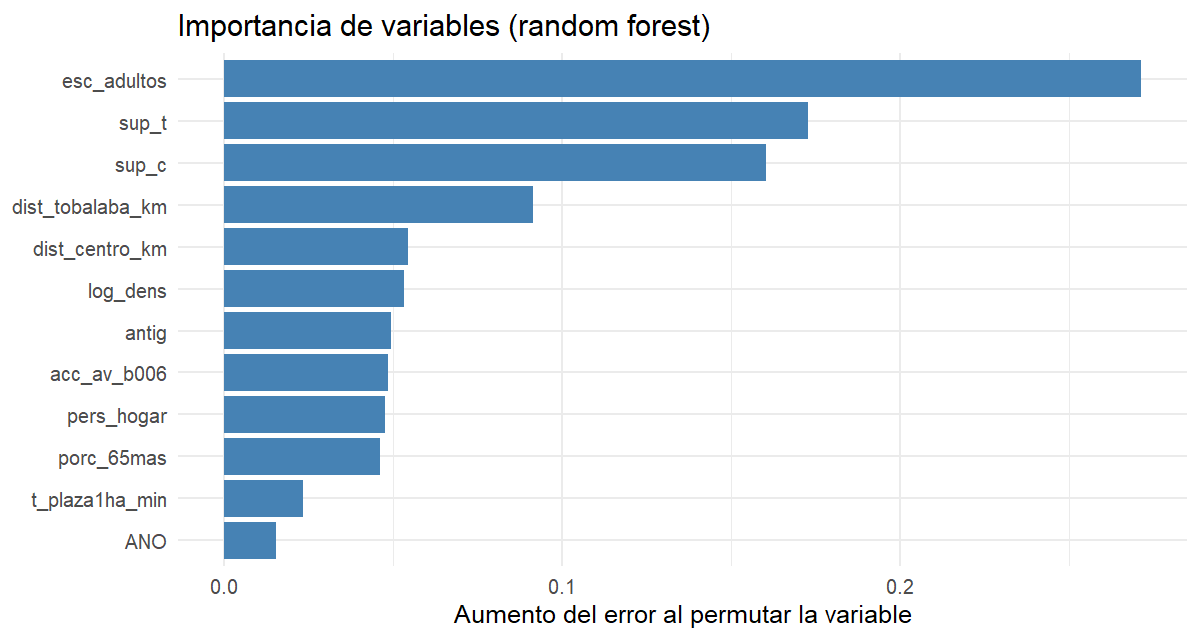 Importancia de variables (random forest)
esc_adultos
sup_t
sup_c
dist_tobalaba_km
dist_centro_km
log_dens
antig
acc_av_b006
pers_hogar
porc_65mas
t_plaza1ha_min
ANO
0.0 0.1 0.2
Aumento del error al permutar la variable